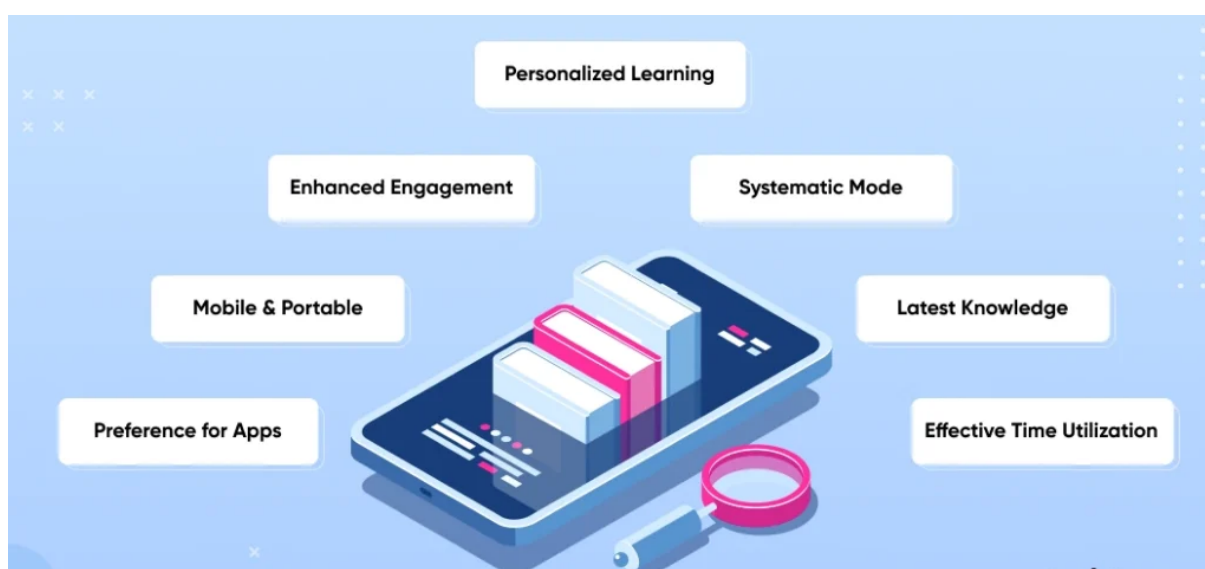 Personalized Learning
Enhanced Engagement
Systematic Mode
Mobile & Portable
Latest Knowledge
Preference for Apps
Effective Time Utilization